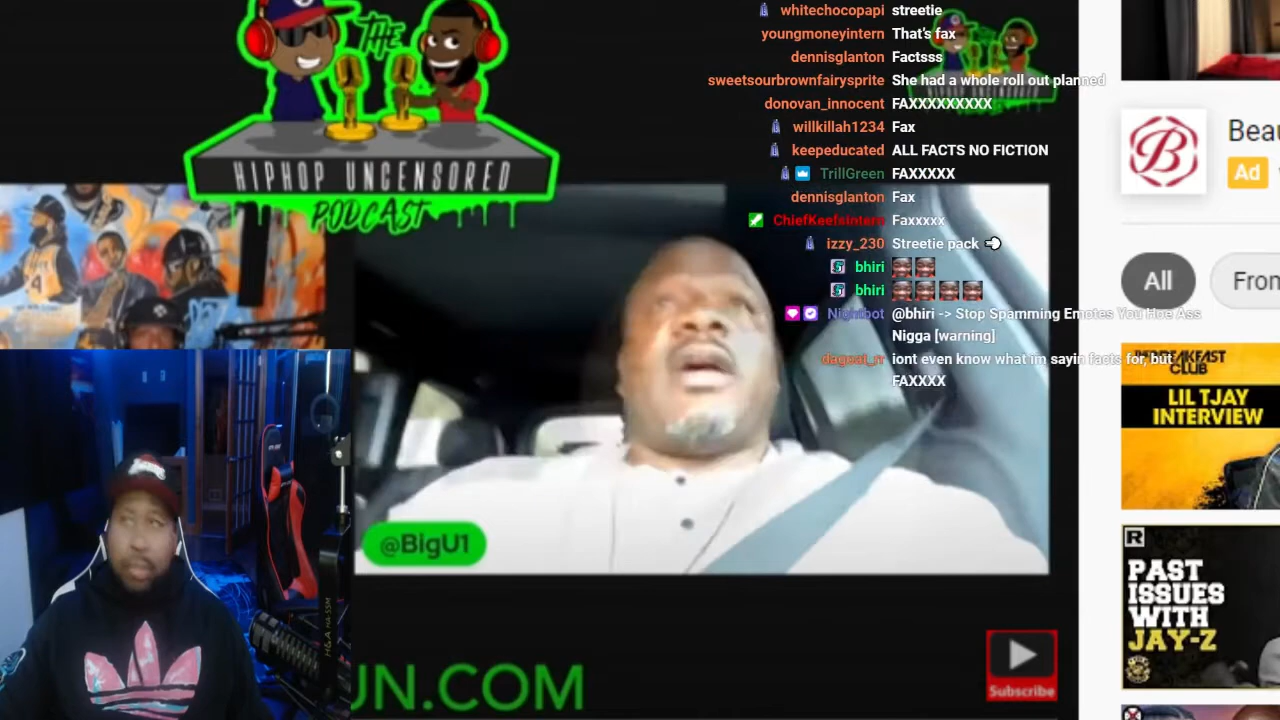 THE
HIPHOP UNCENSORED
PODCAST
whitechocopapi streetie
youngmoneyintern That's fax
dennisglanton Factsss
sweetsourbrownfairysprite She had a whole roll out planned
donovan_innocent FAXXXXXXXXX
willkillah1234 Fax
keepeducated ALL FACTS NO FICTION
TrillGreen FAXXXXX
dennisglanton Fax
ChiefKeefsIntern Faxxxxx
izzy_230 Streetie pack
bhiri
bhiri
Nightbot @bhiri -> Stop Spamming Emotes You Hoe Ass
Nigga [warning]
iont even know what im sayin facts for, but
FAXXXX
@BigU1
UN.COM
Subscribe
B
Beau
Ad
All
From
BREAKFAST
CLUB
LIL TJAY
INTERVIEW
R
PAST
ISSUES
WITH
JAY-Z